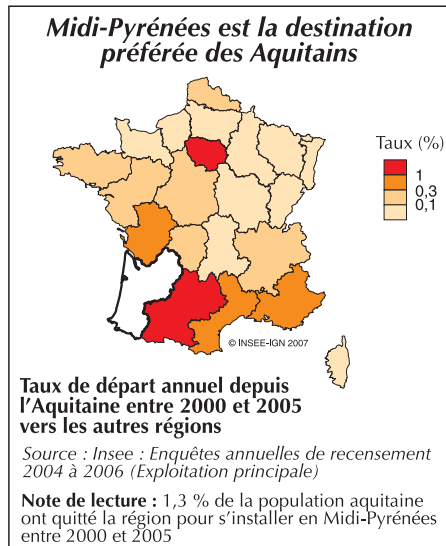 Midi-Pyrénées est la destination
préférée des Aquitains
Taux (%)
1
0,3
0,1
© INSEE-IGN 2007
Taux de départ annuel depuis
l'Aquitaine entre 2000 et 2005
vers les autres régions
Source : Insee : Enquêtes annuelles de recensement
2004 à 2006 (Exploitation principale)
Note de lecture : 1,3 % de la population aquitaine
ont quitté la région pour s'installer en Midi-Pyrénées
entre 2000 et 2005